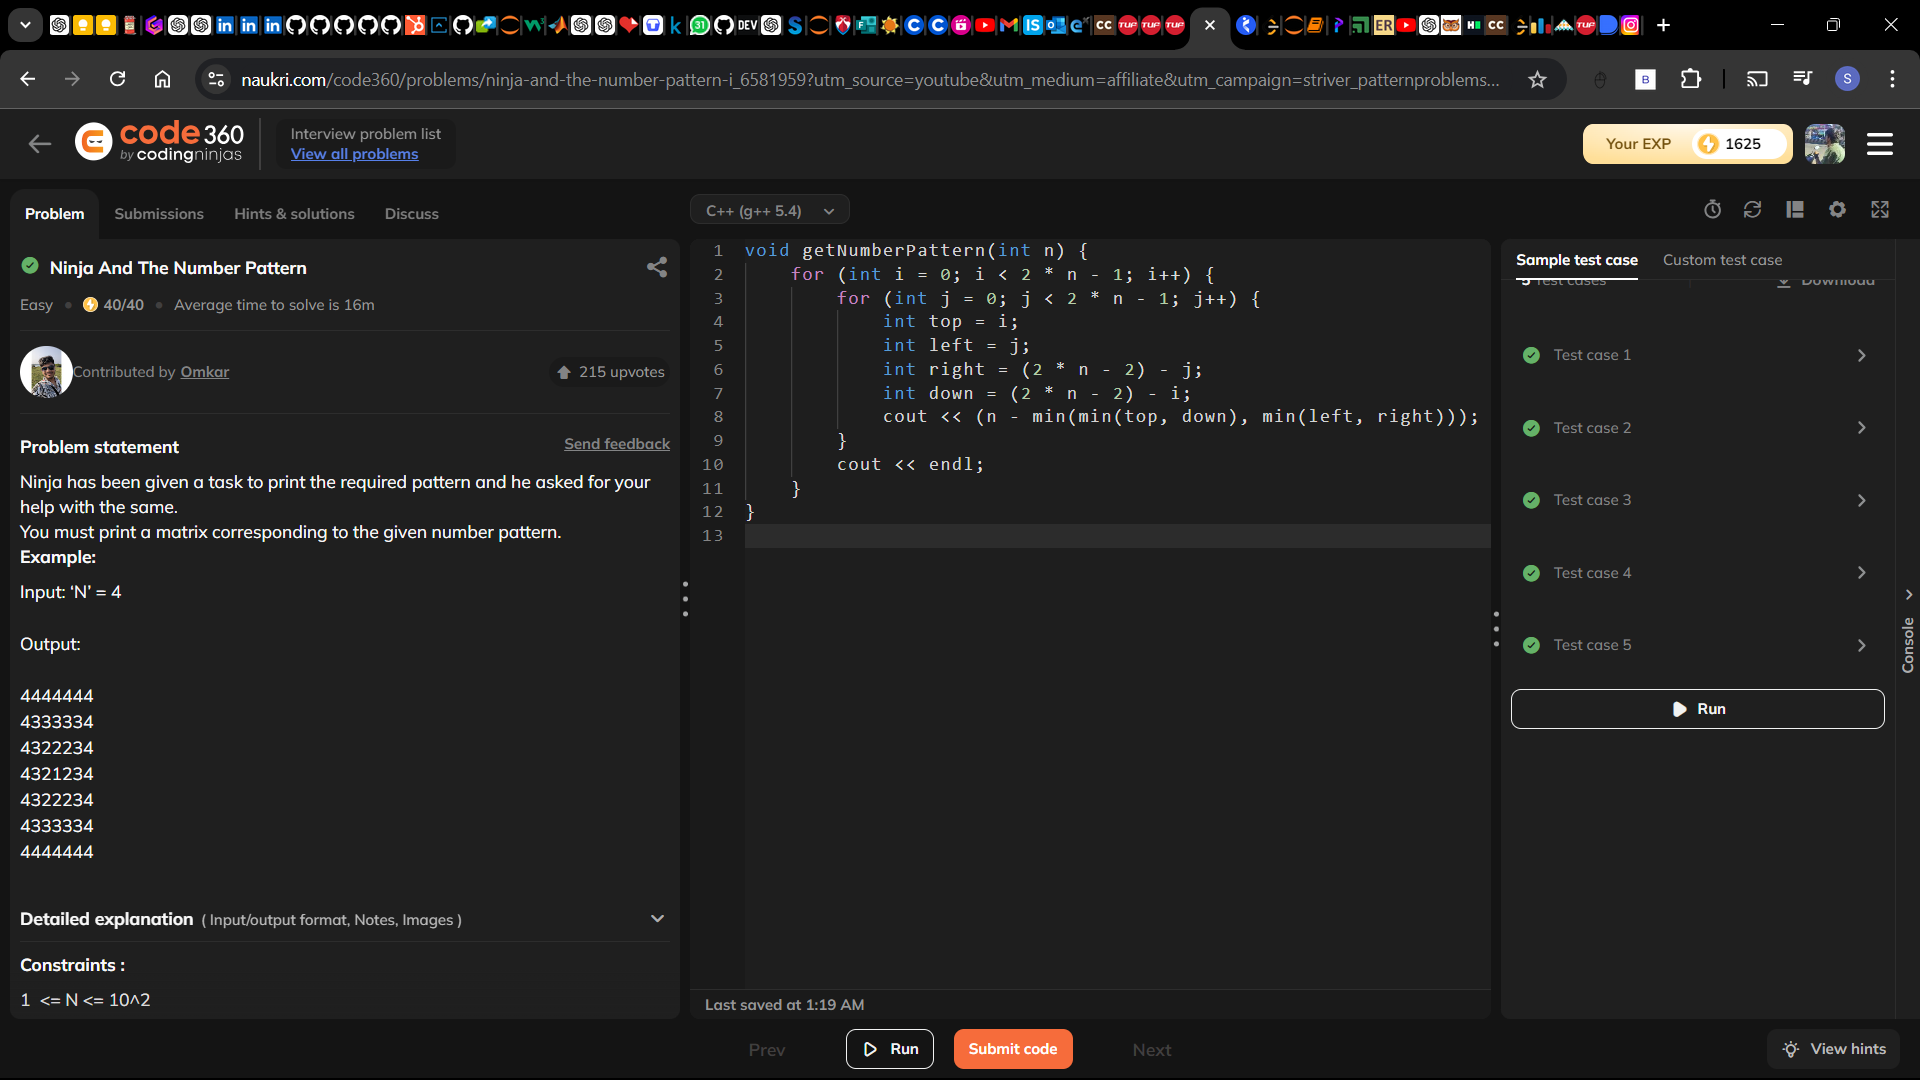 naukri.com/code360/problems/ninja-and-the-number-pattern-i_6581959?utm_source=youtube&utm_medium=affiliate&utm_campaign=striver_patternproblems...
code 360
by codingninjas
Interview problem list
View all problems
Your EXP 1625
Problem Submissions Hints & solutions Discuss
Ninja And The Number Pattern
Easy • 40/40 • Average time to solve is 16m
Contributed by Omkar
215 upvotes
Problem statement
Send feedback
Ninja has been given a task to print the required pattern and he asked for your
help with the same.
You must print a matrix corresponding to the given number pattern.
Example:
Input: ‘N’ = 4
Output:
4444444
4333334
4322234
4321234
4322234
4333334
4444444
Detailed explanation ( Input/output format, Notes, Images )
Constraints :
1 <= N <= 10^2
C++ (g++ 5.4)
1 void getNumberPattern(int n) {
2 for (int i = 0; i < 2 * n - 1; i++) {
3 for (int j = 0; j < 2 * n - 1; j++) {
4 int top = i;
5 int left = j;
6 int right = (2 * n - 2) - j;
7 int down = (2 * n - 2) - i;
8 cout << (n - min(min(top, down), min(left, right)));
9 }
10 cout << endl;
11 }
12 }
13
Last saved at 1:19 AM
Sample test case Custom test case
5 Test cases
Download
Test case 1
Test case 2
Test case 3
Test case 4
Test case 5
Run
Console
Prev
Run
Submit code
Next
View hints